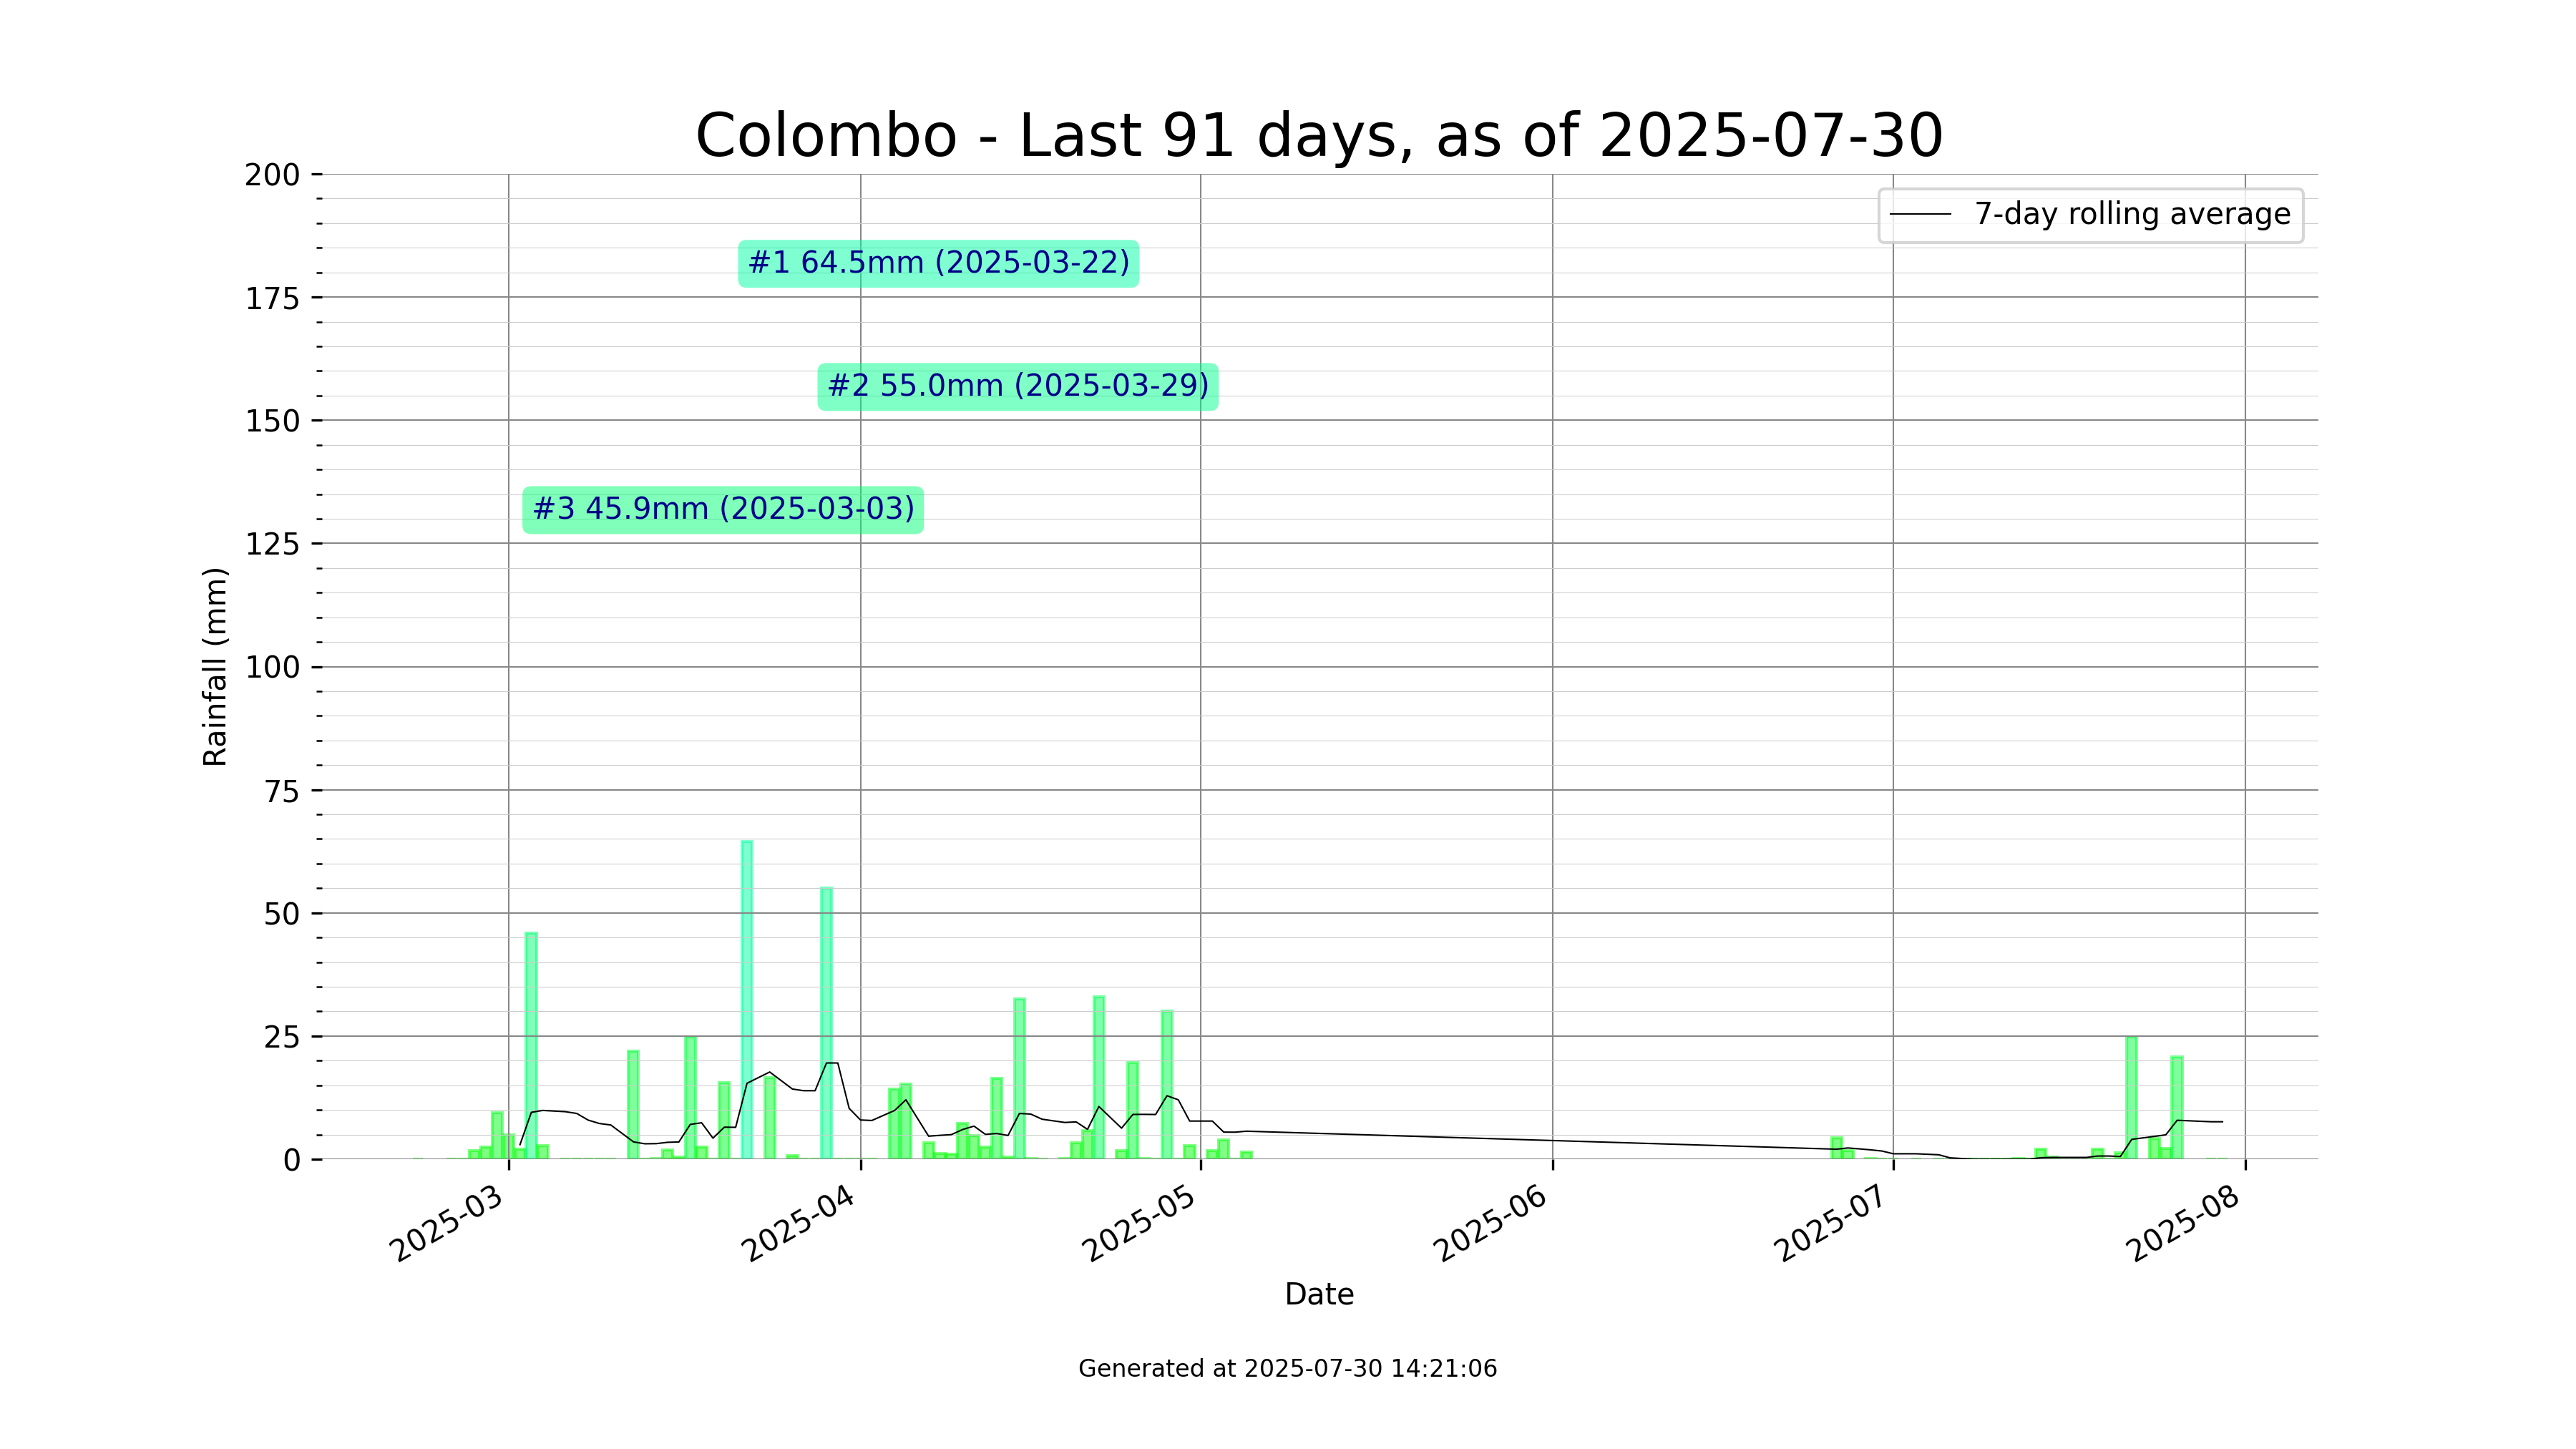 Colombo - Last 91 days, as of 2025-07-30
200
175
150
125
100
75
50
25
0
Rainfall (mm)
7-day rolling average
#1 64.5mm (2025-03-22)
#2 55.0mm (2025-03-29)
#3 45.9mm (2025-03-03)
2025-03
2025-04
2025-05
2025-06
2025-07
2025-08
Date
Generated at 2025-07-30 14:21:06